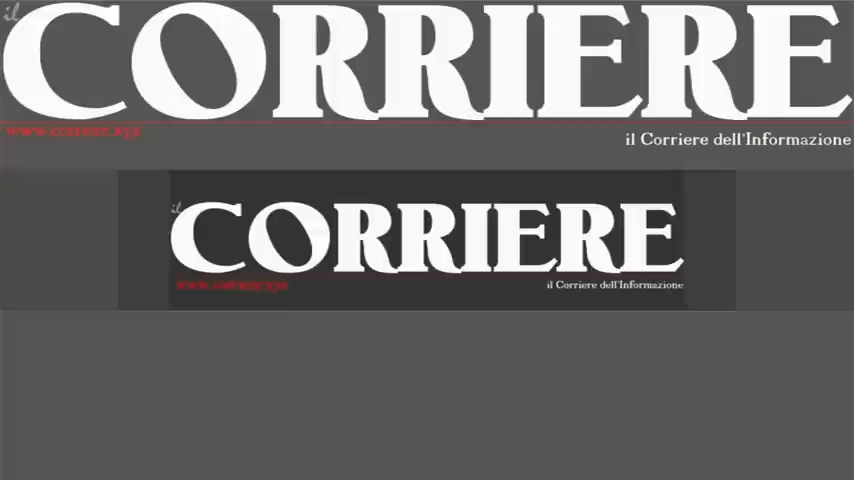 il
CORRIERE
il Corriere dell'Informazione
il
CORRIERE
il Corriere dell'Informazione